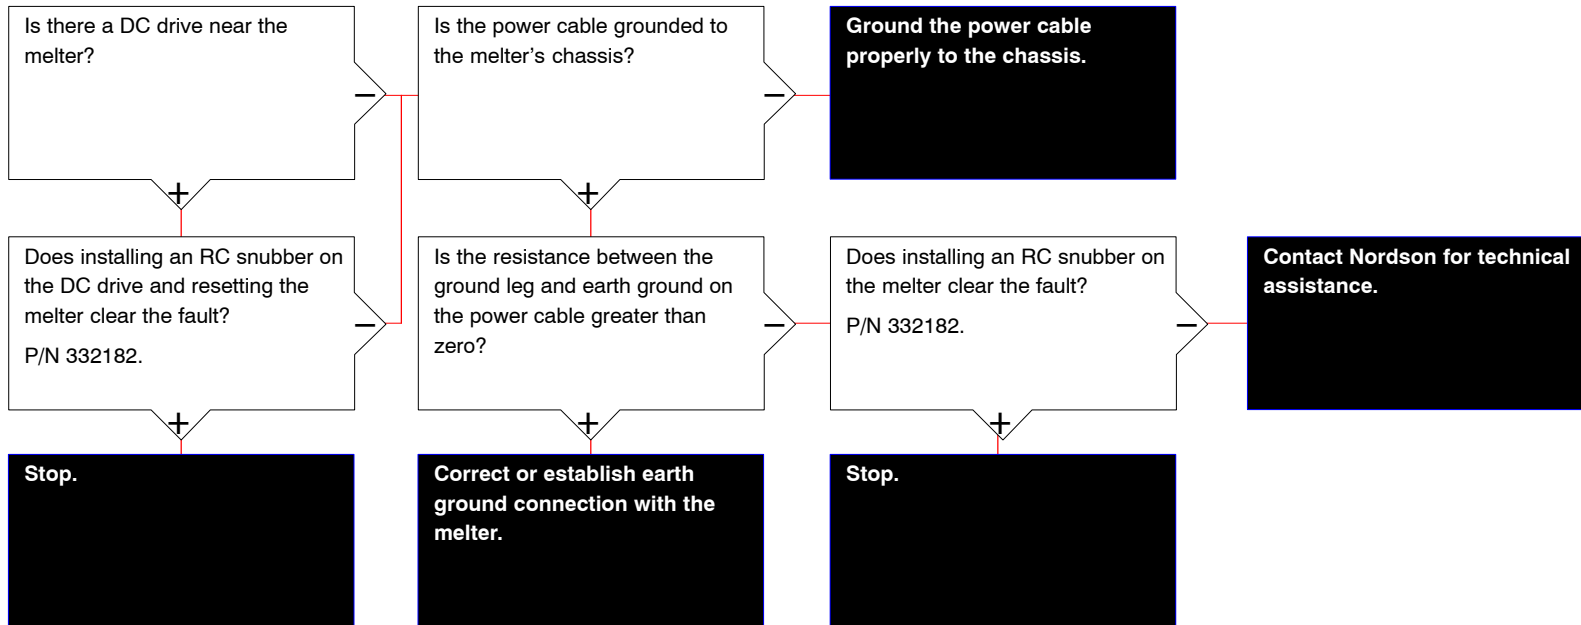 Is there a DC drive near the
melter?
−
+
Is the power cable grounded to
the melter’s chassis?
−
+
Ground the power cable
properly to the chassis.
Does installing an RC snubber on
the DC drive and resetting the
melter clear the fault?
P/N 332182.
−
+
Is the resistance between the
ground leg and earth ground on
the power cable greater than
zero?
−
+
Does installing an RC snubber on
the melter clear the fault?
P/N 332182.
−
+
Contact Nordson for technical
assistance.
Stop.
Correct or establish earth
ground connection with the
melter.
Stop.